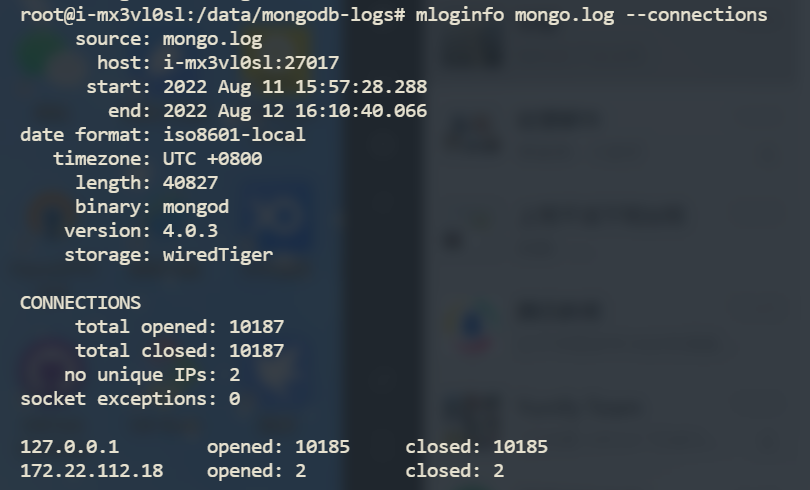 root@i-mx3vl0sl:/data/mongodb-logs# mloginfo mongo.log --connections
source: mongo.log
host: i-mx3vl0sl:27017
start: 2022 Aug 11 15:57:28.288
end: 2022 Aug 12 16:10:40.066
date format: iso8601-local
timezone: UTC +0800
length: 40827
binary: mongod
version: 4.0.3
storage: wiredTiger
CONNECTIONS
total opened: 10187
total closed: 10187
no unique IPs: 2
socket exceptions: 0
127.0.0.1 opened: 10185 closed: 10185
172.22.112.18 opened: 2 closed: 2